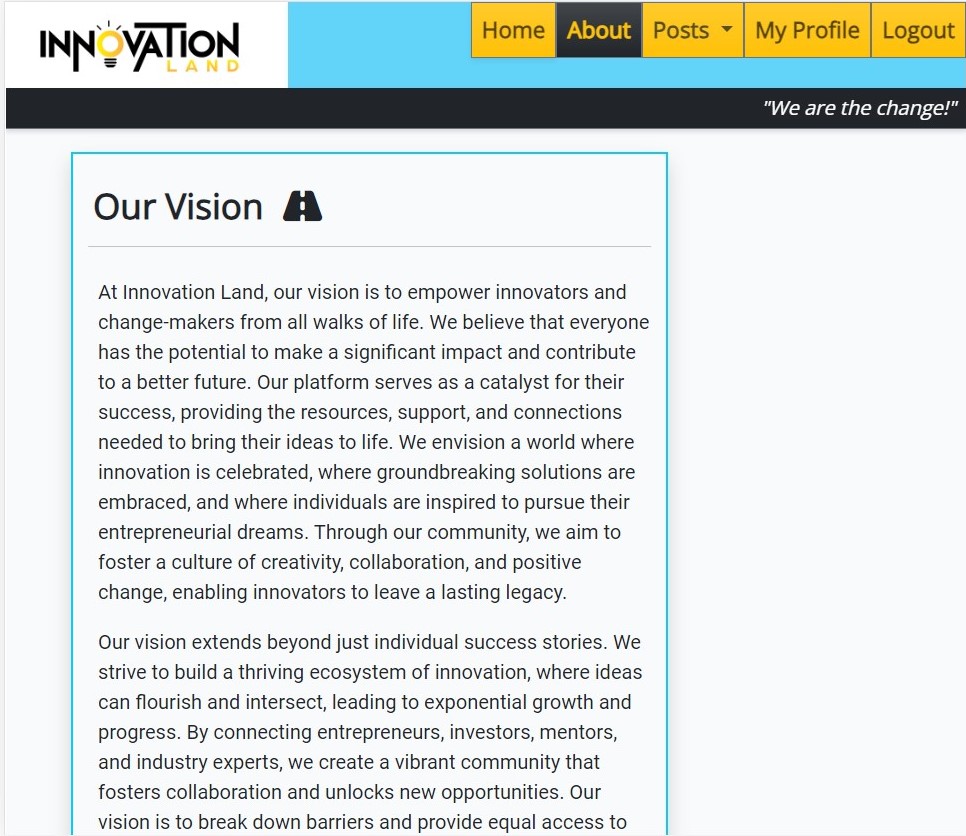 INNOVATION
LAND
Home About Posts My Profile Logout
"We are the change!"
Our Vision
At Innovation Land, our vision is to empower innovators and
change-makers from all walks of life. We believe that everyone
has the potential to make a significant impact and contribute
to a better future. Our platform serves as a catalyst for their
success, providing the resources, support, and connections
needed to bring their ideas to life. We envision a world where
innovation is celebrated, where groundbreaking solutions are
embraced, and where individuals are inspired to pursue their
entrepreneurial dreams. Through our community, we aim to
foster a culture of creativity, collaboration, and positive
change, enabling innovators to leave a lasting legacy.
Our vision extends beyond just individual success stories. We
strive to build a thriving ecosystem of innovation, where ideas
can flourish and intersect, leading to exponential growth and
progress. By connecting entrepreneurs, investors, mentors,
and industry experts, we create a vibrant community that
fosters collaboration and unlocks new opportunities. Our
vision is to break down barriers and provide equal access to